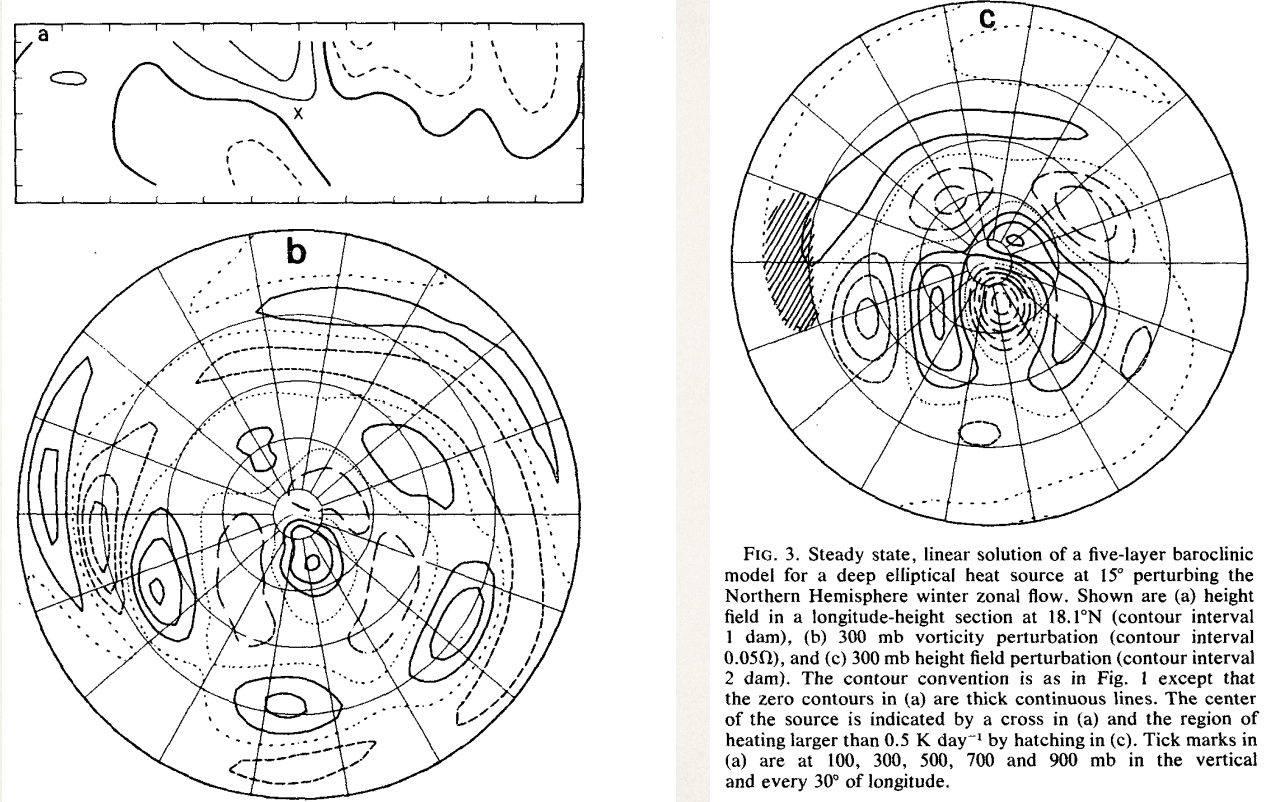 a
b
c
FIG. 3. Steady state, linear solution of a five-layer baroclinic
model for a deep elliptical heat source at 15° perturbing the
Northern Hemisphere winter zonal flow. Shown are (a) height
field in a longitude-height section at 18.1°N (contour interval
1 dam), (b) 300 mb vorticity perturbation (contour interval
0.05Ω), and (c) 300 mb height field perturbation (contour interval
2 dam). The contour convention is as in Fig. 1 except that
the zero contours in (a) are thick continuous lines. The center
of the source is indicated by a cross in (a) and the region of
heating larger than 0.5 K day⁻¹ by hatching in (c). Tick marks in
(a) are at 100, 300, 500, 700 and 900 mb in the vertical
and every 30° of longitude.